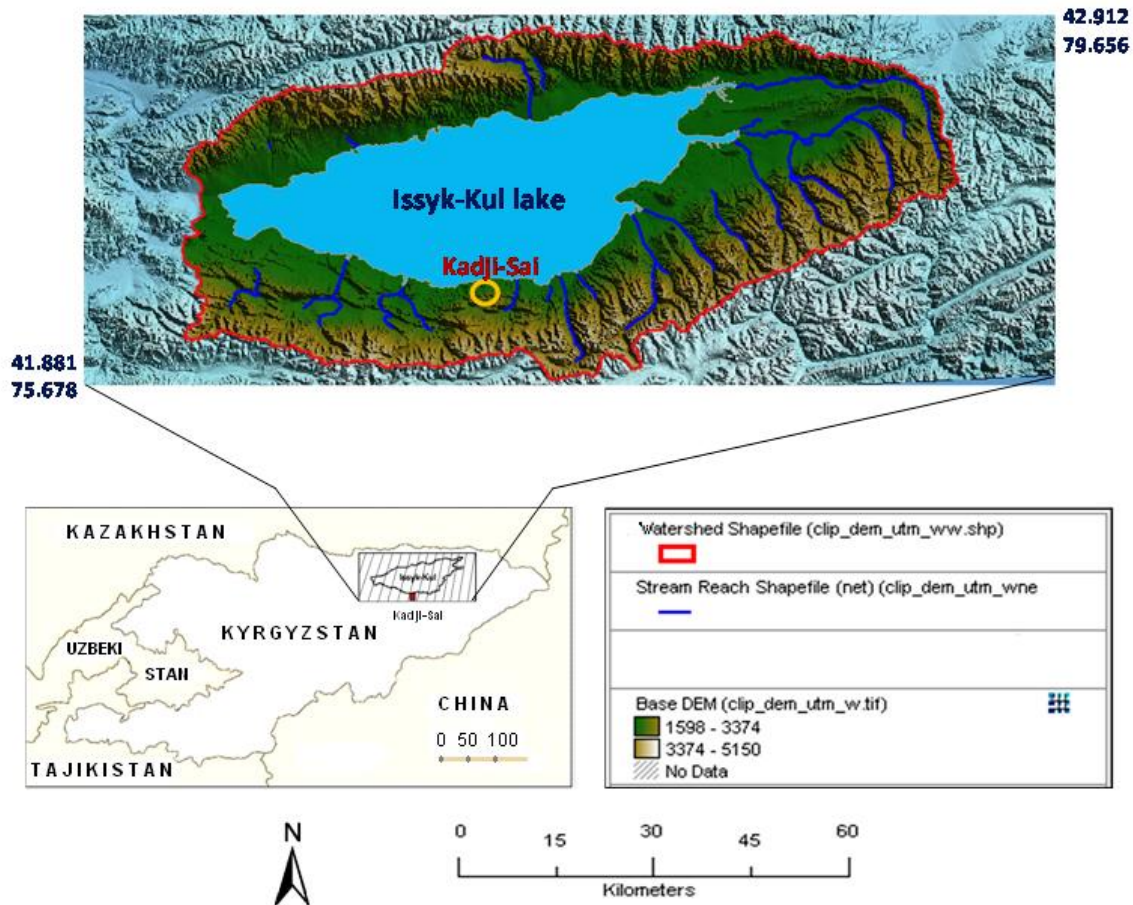 42.912
79.656
Issyk-Kul lake
Kadji-Sai
41.881
75.678
KAZAKHSTAN
Issyk-Kul
Kadji-Sai
KYRGYZSTAN
UZBEKI
STAN
CHINA
0 50 100
TAJIKISTAN
Watershed Shapefile (clip_dem_utm_ww.shp)
Stream Reach Shapefile (net) (clip_dem_utm_wne
Base DEM (clip_dem_utm_w.tif)
1598 - 3374
3374 - 5150
No Data
N
0 15 30 45 60
Kilometers